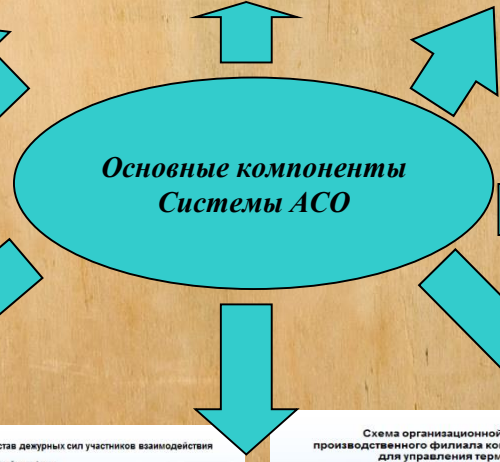 Основные компоненты
Системы АСО
став дежурных сил участников взаимодействия
Схема организационной
производственного филиала ко
для управления терм